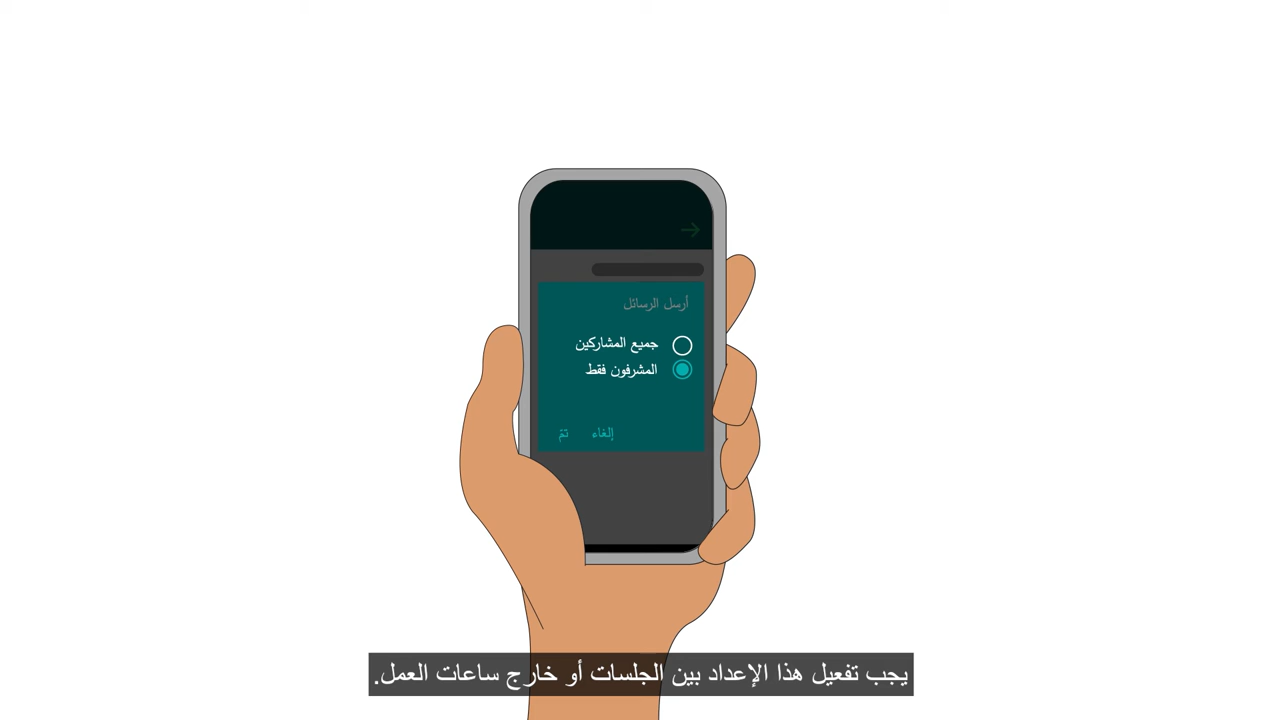 أرسل الرسائل
جميع المشاركين
المشرفون فقط
إلغاء تمّ
يجب تفعيل هذا الإعداد بين الجلسات أو خارج ساعات العمل.